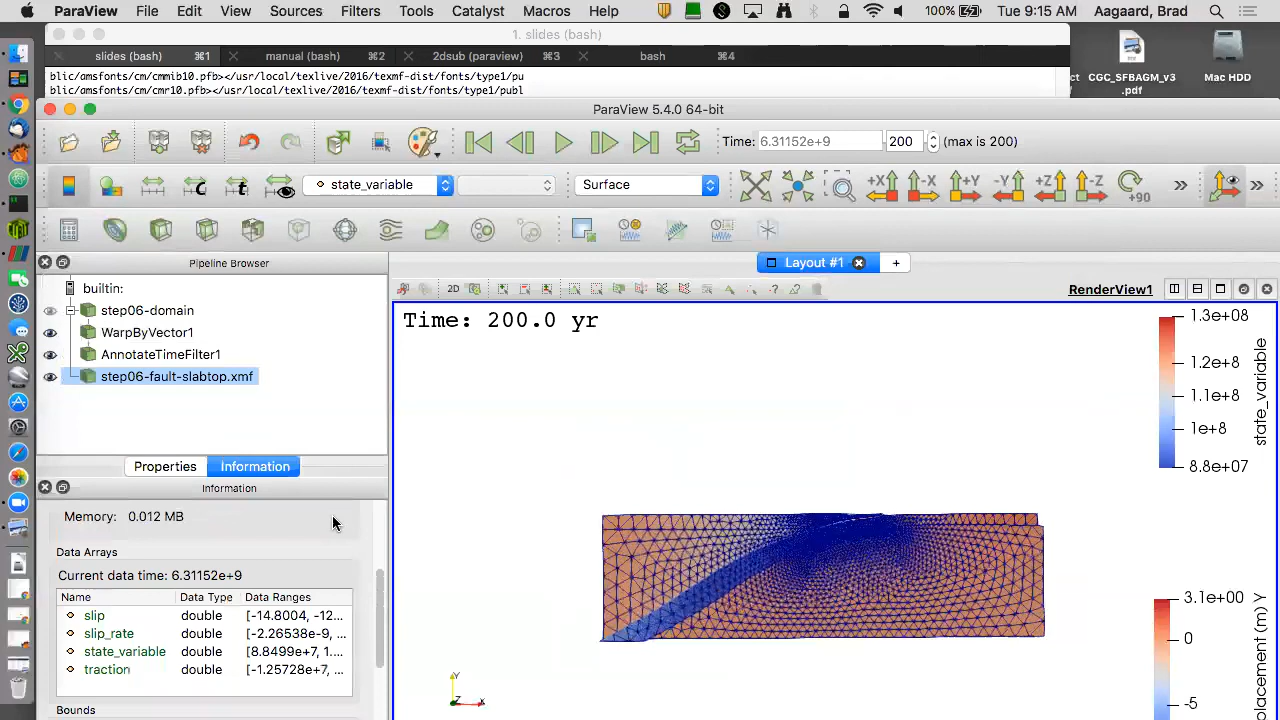 ParaView File Edit View Sources Filters Tools Catalyst Macros Help 100% Tue 9:15 AM Aagaard, Brad
1. slides (bash)
slides (bash) ⌘1 manual (bash) ⌘2 2dsub (paraview) ⌘3 bash ⌘4
blic/amsfonts/cm/cmmib10.pfb></usr/local/texlive/2016/texmf-dist/fonts/type1/pu
blic/amsfonts/cm/cmr10.pfb></usr/local/texlive/2016/texmf-dist/fonts/type1/publ
ct CGC_SFBAGM_v3
.pdf
Mac HDD
ParaView 5.4.0 64-bit
Time: 6.31152e+9 200 (max is 200)
state_variable Surface +X -X +Y -Y +Z -Z +90
Pipeline Browser
Layout #1 +
builtin:
step06-domain
WarpByVector1
AnnotateTimeFilter1
step06-fault-slabtop.xmf
2D
RenderView1
Time: 200.0 yr
1.3e+08
1.2e+8
1.1e+8
1e+8
8.8e+07
state_variable
Properties Information
Information
Memory: 0.012 MB
Data Arrays
Current data time: 6.31152e+9
Name Data Type Data Ranges
slip double [-14.8004, -12...
slip_rate double [-2.26538e-9, ...
state_variable double [8.8499e+7, 1....
traction double [-1.25728e+7, ...
Bounds
Y
Z
X
3.1e+00
0
-5
placement (m) Y